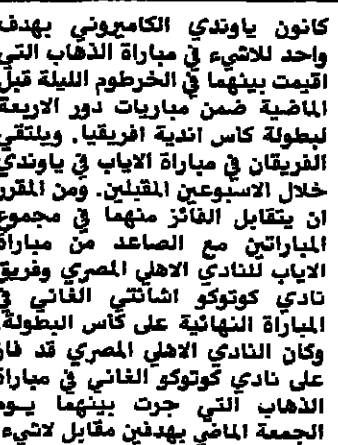 كانون ياوندي الكاميروني بهدف
واحد للاشيء في مباراة الذهاب التي
اقيمت بينهما في الخرطوم الليلة قبل
الماضية ضمن مباريات دور الاربعة
لبطولة كاس اندية افريقيا. ويلتقي
الفريقان في مباراة الاياب في ياوندي
خلال الاسبوعين المقبلين. ومن المقرر
ان يتقابل الفائز منهما في مجموع
المباراتين مع الصاعد من مباراة
الاياب للنادي الاهلي المصري وفريق
نادي كوتوكو اشانتي الغاني في
المباراة النهائية على كأس البطولة.
وكان النادي الاهلي المصري قد فاز
على نادي كوتوكو الغاني في مباراة
الذهاب التي جرت بينهما يوم
الجمعة الماضي بهدفين مقابل لاشيء